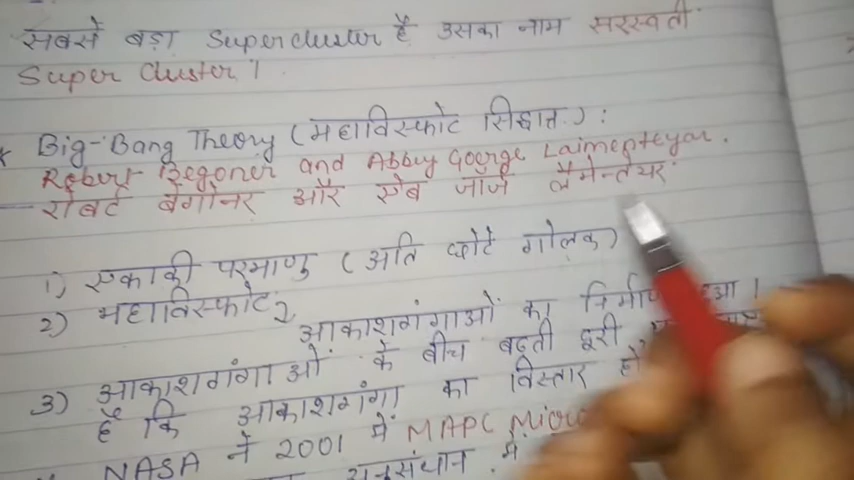 सबसे बड़ा Supercluster है उसका नाम सरस्वती
Super Cluster।
* Big-Bang Theory (महाविस्फोट सिद्धात.):
Robert Begoner and Abby George Laimenteyar.
रोबर्ट बेगोनर और ऐब जॉर्ज लैमेन्तेयर
1) एकाकी परमाणु (अति छोटे गोलक)
2) महाविस्फोट
आकाशगंगाओं का निर्माण हुआ।
3) आकाशगंगाओं के बीच बढ़ती दूरी
है कि आकाशगंगा का विस्तार हो
NASA ने 2001 में MAPC
अनुसंधान में